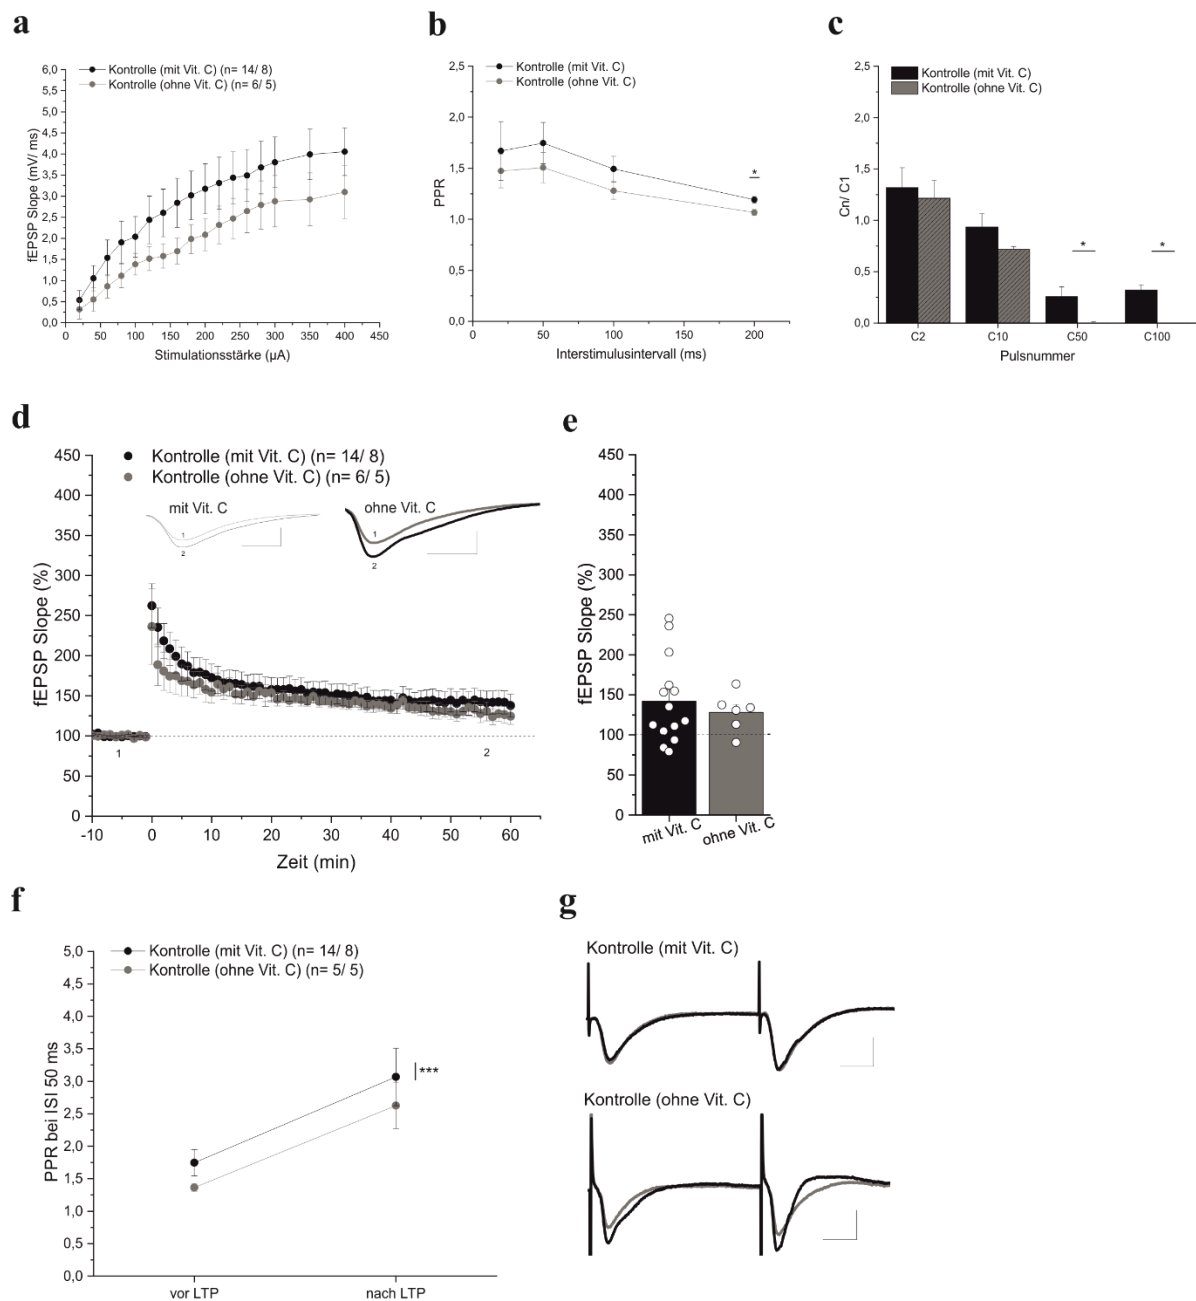 a
Kontrolle (mit Vit. C) (n= 14/ 8)
Kontrolle (ohne Vit. C) (n= 6/ 5)
6,0
5,5
5,0
4,5
4,0
3,5
3,0
2,5
2,0
1,5
1,0
0,5
0,0
fEPSP Slope (mV/ ms)
0 50 100 150 200 250 300 350 400 450
Stimulationsstärke (µA)
b
Kontrolle (mit Vit. C)
Kontrolle (ohne Vit. C)
2,5
2,0
1,5
1,0
0,5
0,0
PPR
*
0 50 100 150 200
Interstimulusintervall (ms)
c
Kontrolle (mit Vit. C)
Kontrolle (ohne Vit. C)
2,5
2,0
1,5
1,0
0,5
0,0
Cn/ C1
* *
C2 C10 C50 C100
Pulsnummer
d
Kontrolle (mit Vit. C) (n= 14/ 8)
Kontrolle (ohne Vit. C) (n= 6/ 5)
450
400
350
300
250
200
150
100
50
0
fEPSP Slope (%)
mit Vit. C
1
2
ohne Vit. C
1
2
1 2
-10 0 10 20 30 40 50 60
Zeit (min)
e
450
400
350
300
250
200
150
100
50
0
fEPSP Slope (%)
mit Vit. C ohne Vit. C
f
Kontrolle (mit Vit. C) (n= 14/ 8)
Kontrolle (ohne Vit. C) (n= 5/ 5)
5,0
4,5
4,0
3,5
3,0
2,5
2,0
1,5
1,0
0,5
0,0
PPR bei ISI 50 ms
***
vor LTP nach LTP
g
Kontrolle (mit Vit. C)
Kontrolle (ohne Vit. C)